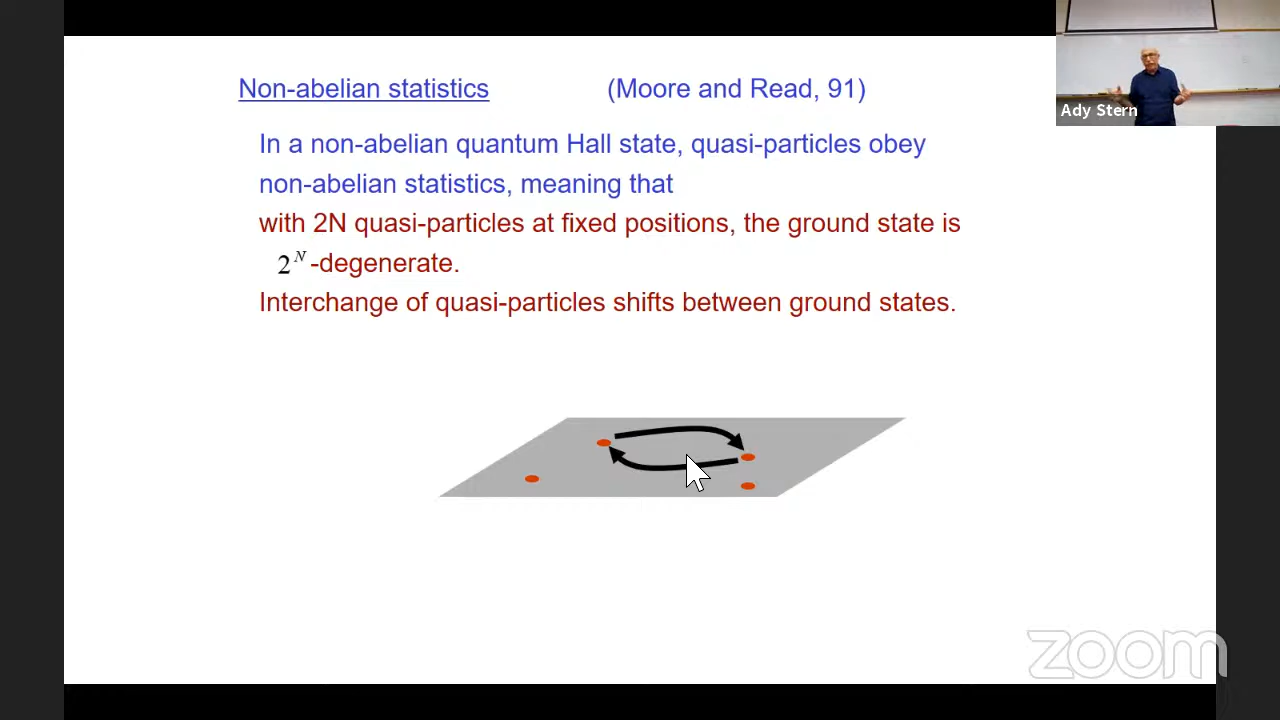 Non-abelian statistics (Moore and Read, 91)
Ady Stern
In a non-abelian quantum Hall state, quasi-particles obey
non-abelian statistics, meaning that
with 2N quasi-particles at fixed positions, the ground state is
2^N-degenerate.
Interchange of quasi-particles shifts between ground states.
zoom